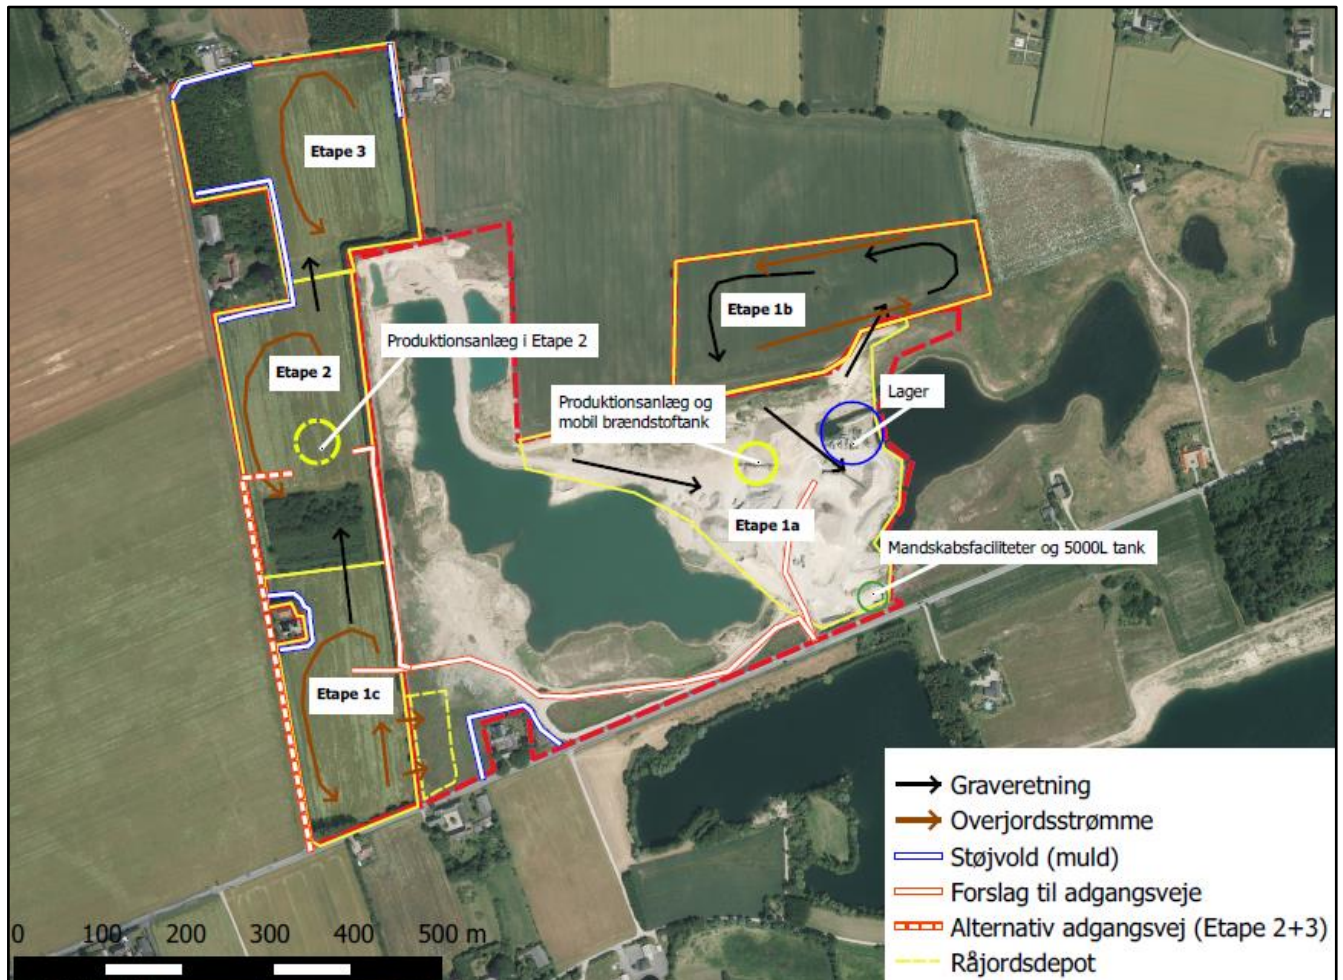 Etape 3
Etape 2
Produktionsanlæg i Etape 2
Etape 1b
Produktionsanlæg og
mobil brændstoftank
Lager
Etape 1a
Mandskabsfaciliteter og 5000L tank
Etape 1c
Graveretning
Overjordsstrømme
Støjvold (muld)
Forslag til adgangsveje
Alternativ adgangsvej (Etape 2+3)
Råjordsdepot
0 100 200 300 400 500 m